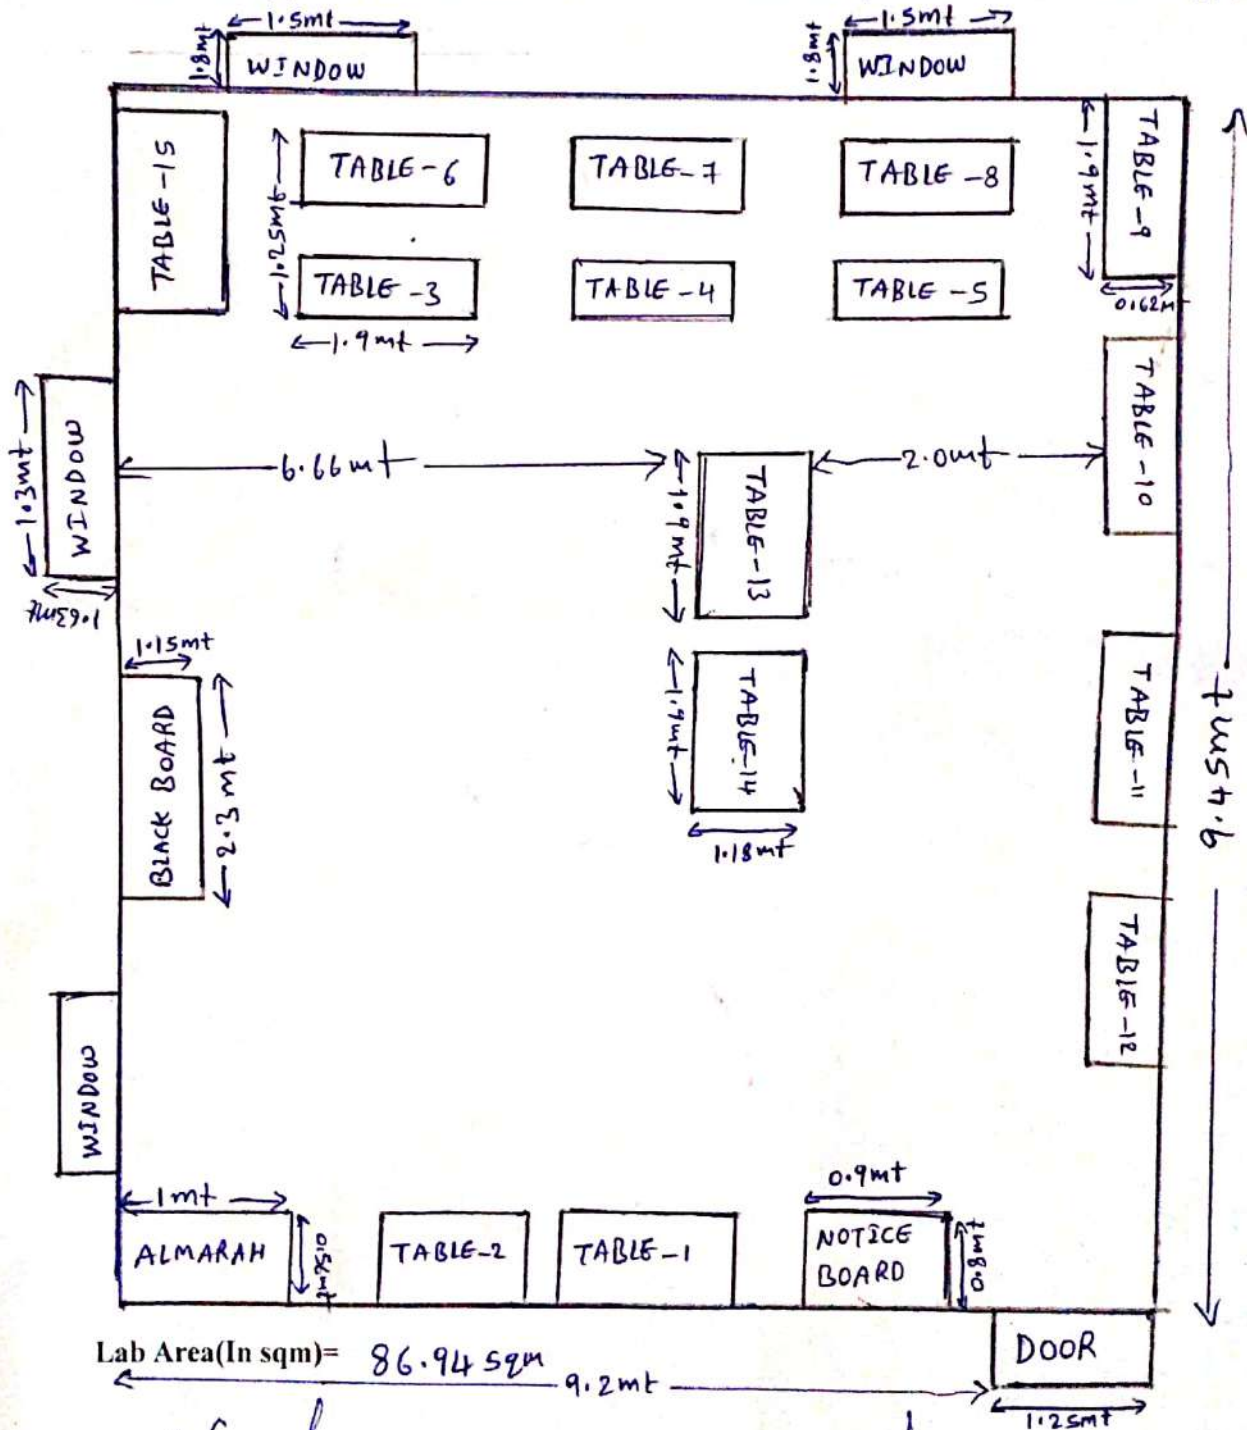 1.5mt
1.5mt
1.8mt
WINDOW
1.8mt
WINDOW
TABLE-15
TABLE-6
TABLE-7
TABLE-8
1.9mt
TABLE-9
1.25mt
TABLE-3
TABLE-4
TABLE-5
0.62m
1.9mt
TABLE-10
WINDOW
1.3mt
6.66mt
1.9mt
TABLE-13
2.0mt
1.63mt
1.15mt
BLACK BOARD
2.3 mt
1.9mt
TABLE-14
1.18mt
TABLE-11
9.45mt
TABLE-12
WINDOW
1mt
0.9mt
ALMARAH
TABLE-2
TABLE-1
NOTICE
BOARD
0.8mt
DOOR
Lab Area(In sqm)= 86.94 sqm
9.2mt
1.25mt